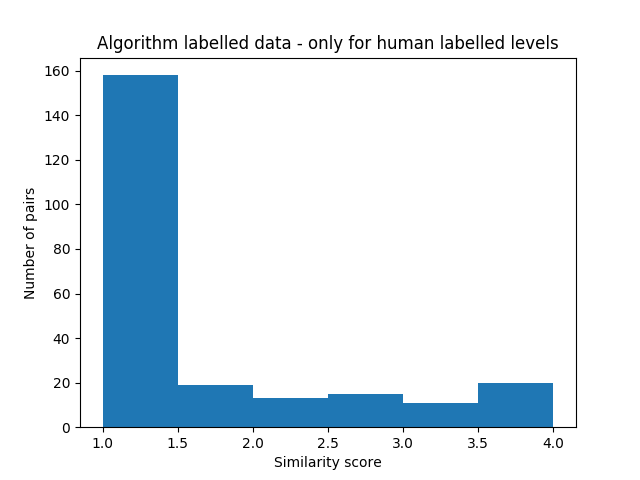 Algorithm labelled data - only for human labelled levels
160
140
120
100
80
60
40
20
0
Number of pairs
1.0 1.5 2.0 2.5 3.0 3.5 4.0
Similarity score